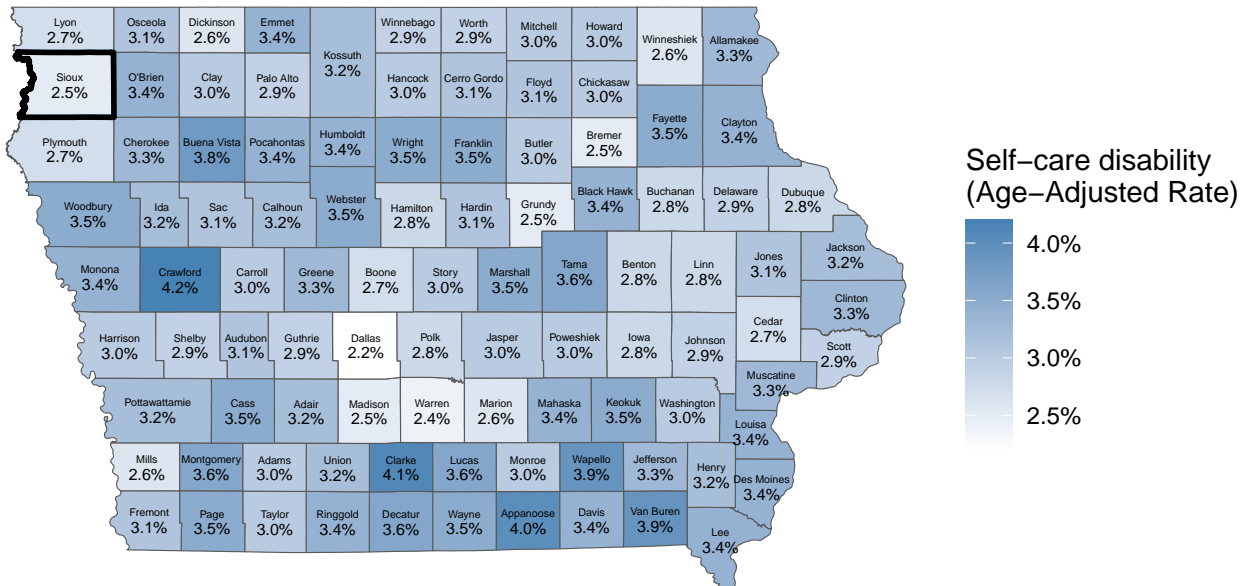 Lyon
2.7%
Osceola
3.1%
Dickinson
2.6%
Emmet
3.4%
Kossuth
3.2%
Winnebago
2.9%
Worth
2.9%
Mitchell
3.0%
Howard
3.0%
Winneshiek
2.6%
Allamakee
3.3%
Sioux
2.5%
O'Brien
3.4%
Clay
3.0%
Palo Alto
2.9%
Hancock
3.0%
Cerro Gordo
3.1%
Floyd
3.1%
Chickasaw
3.0%
Fayette
3.5%
Clayton
3.4%
Plymouth
2.7%
Cherokee
3.3%
Buena Vista
3.8%
Pocahontas
3.4%
Humboldt
3.4%
Wright
3.5%
Franklin
3.5%
Butler
3.0%
Bremer
2.5%
Woodbury
3.5%
Ida
3.2%
Sac
3.1%
Calhoun
3.2%
Webster
3.5%
Hamilton
2.8%
Hardin
3.1%
Grundy
2.5%
Black Hawk
3.4%
Buchanan
2.8%
Delaware
2.9%
Dubuque
2.8%
Monona
3.4%
Crawford
4.2%
Carroll
3.0%
Greene
3.3%
Boone
2.7%
Story
3.0%
Marshall
3.5%
Tama
3.6%
Benton
2.8%
Linn
2.8%
Jones
3.1%
Jackson
3.2%
Clinton
3.3%
Harrison
3.0%
Shelby
2.9%
Audubon
3.1%
Guthrie
2.9%
Dallas
2.2%
Polk
2.8%
Jasper
3.0%
Poweshiek
3.0%
Iowa
2.8%
Johnson
2.9%
Cedar
2.7%
Scott
2.9%
Muscatine
3.3%
Pottawattamie
3.2%
Cass
3.5%
Adair
3.2%
Madison
2.5%
Warren
2.4%
Marion
2.6%
Mahaska
3.4%
Keokuk
3.5%
Washington
3.0%
Louisa
3.4%
Mills
2.6%
Montgomery
3.6%
Adams
3.0%
Union
3.2%
Clarke
4.1%
Lucas
3.6%
Monroe
3.0%
Wapello
3.9%
Jefferson
3.3%
Henry
3.2%
Des Moines
3.4%
Fremont
3.1%
Page
3.5%
Taylor
3.0%
Ringgold
3.4%
Decatur
3.6%
Wayne
3.5%
Appanoose
4.0%
Davis
3.4%
Van Buren
3.9%
Lee
3.4%
Self−care disability
(Age−Adjusted Rate)
4.0%
3.5%
3.0%
2.5%